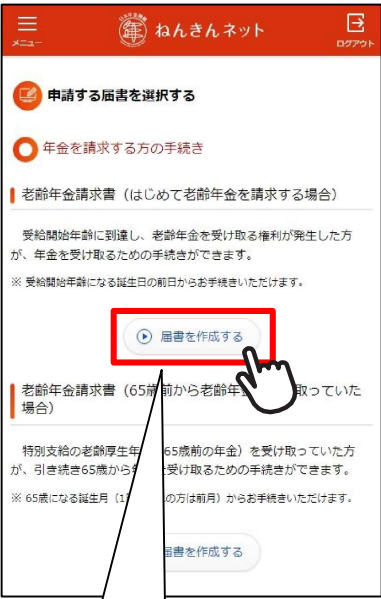 メニュー
ねんきんネット
ログアウト
申請する届書を選択する
年金を請求する方の手続き
老齢年金請求書（はじめて老齢年金を請求する場合）
受給開始年齢に到達し、老齢年金を受け取る権利が発生した方
が、年金を受け取るための手続きができます。
※ 受給開始年齢になる誕生日の前日からお手続きいただけます。
届書を作成する
老齢年金請求書（65歳前から老齢年 取っていた
場合）
特別支給の老齢厚生年 65歳前の年金）を受け取っていた方
が、引き続き65歳から 受け取るための手続きができます。
※ 65歳になる誕生月（1 の方は前月）からお手続きいただけます。
届書を作成する